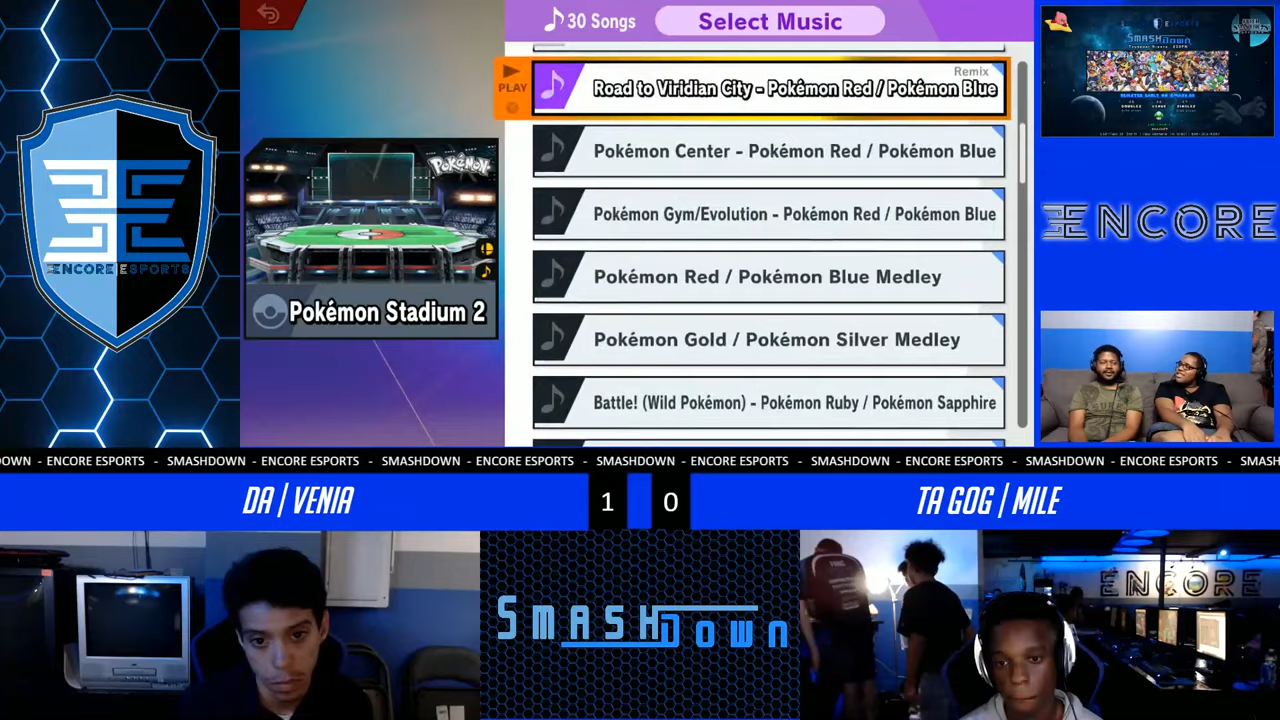 30 Songs
Select Music
Remix
PLAY
Road to Viridian City - Pokémon Red / Pokémon Blue
Pokémon Center - Pokémon Red / Pokémon Blue
Pokémon Gym/Evolution - Pokémon Red / Pokémon Blue
Pokémon Red / Pokémon Blue Medley
Pokémon Gold / Pokémon Silver Medley
Battle! (Wild Pokémon) - Pokémon Ruby / Pokémon Sapphire
POKéMON
Pokémon Stadium 2
ENCORE ESPORTS
SMASHDOWN
ENCORE
OWN - ENCORE ESPORTS - SMASHDOWN - ENCORE ESPORTS - SMASHDOWN - ENCORE ESPORTS - SMASHDOWN - ENCORE ESPORTS - SMASHDOWN - ENCORE ESPORTS - SMASHDOWN - ENCORE ESPORTS - SMASH
DA | VENIA
1
0
TA GOG | MILE
SMASHDOWN
ENCORE